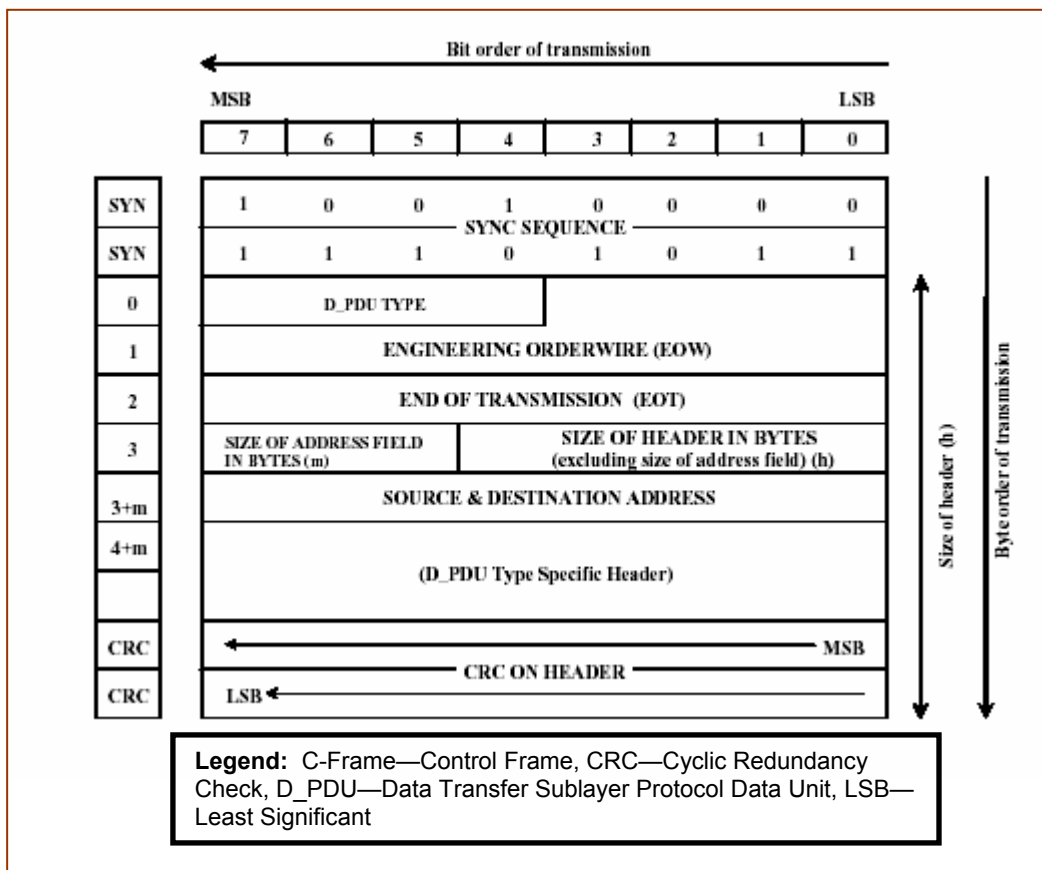 Bit order of transmission
MSB LSB
7 6 5 4 3 2 1 0
SYN 1 0 0 1 0 0 0 0
SYNC SEQUENCE
SYN 1 1 1 0 1 0 1 1
0 D_PDU TYPE
1 ENGINEERING ORDERWIRE (EOW)
2 END OF TRANSMISSION (EOT)
3 SIZE OF ADDRESS FIELD
IN BYTES (m)
SIZE OF HEADER IN BYTES
(excluding size of address field) (h)
3+m SOURCE & DESTINATION ADDRESS
4+m
(D_PDU Type Specific Header)
CRC MSB
CRC ON HEADER
CRC LSB
Size of header (h)
Byte order of transmission
Legend: C-Frame—Control Frame, CRC—Cyclic Redundancy
Check, D_PDU—Data Transfer Sublayer Protocol Data Unit, LSB—
Least Significant